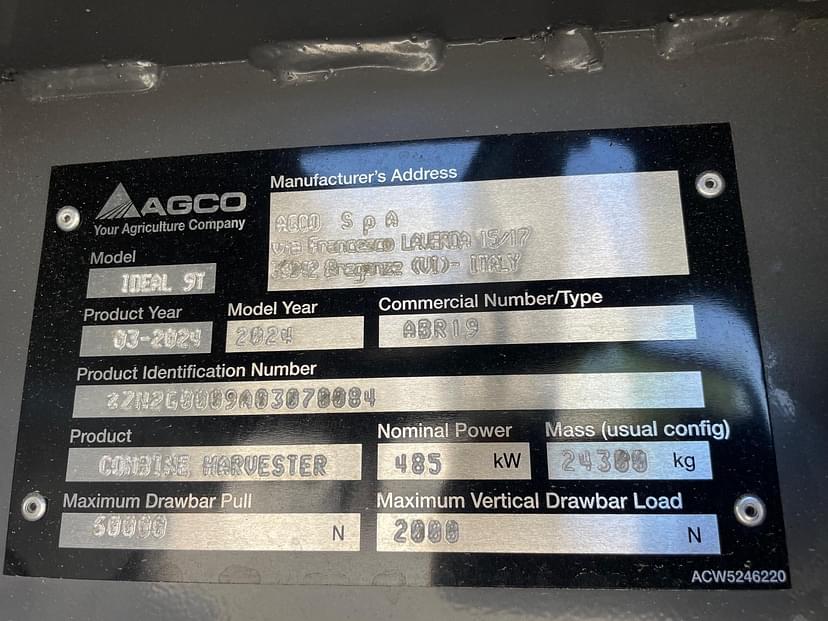 AGCO
Your Agriculture Company
Manufacturer's Address
AGCO S p A
via Francesco LAVERDA 15/17
36042 Breganze (VI)- ITALY
Model
IDEAL 9T
Product Year
03-2024
Model Year
2024
Commercial Number/Type
ABR19
Product Identification Number
Product
COMBINE HARVESTER
Nominal Power
485 kW
Mass (usual config)
24300 kg
Maximum Drawbar Pull
60000 N
Maximum Vertical Drawbar Load
2000 N
ACW5246220